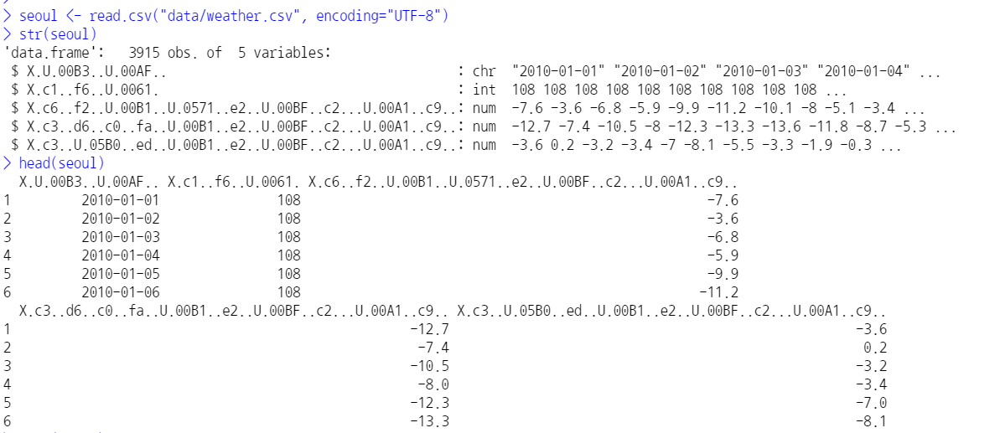 > seoul <- read.csv("data/weather.csv", encoding="UTF-8")
> str(seoul)
'data.frame':   3915 obs. of  5 variables:
 $ X.U.00B3..U.00AF..                                             : chr  "2010-01-01" "2010-01-02" "2010-01-03" "2010-01-04" ...
 $ X.c1..f6..U.0061.                                              : int  108 108 108 108 108 108 108 108 108 108 ...
 $ X.c6..f2..U.00B1..U.0571..e2..U.00BF..c2...U.00A1..c9..: num  -7.6 -3.6 -6.8 -5.9 -9.9 -11.2 -10.1 -8 -5.1 -3.4 ...
 $ X.c3..d6..c0..fa..U.00B1..e2..U.00BF..c2...U.00A1..c9..: num  -12.7 -7.4 -10.5 -8 -12.3 -13.3 -13.6 -11.8 -8.7 -5.3 ...
 $ X.c3..U.05B0..ed..U.00B1..e2..U.00BF..c2...U.00A1..c9..: num  -3.6 0.2 -3.2 -3.4 -7 -8.1 -5.5 -3.3 -1.9 -0.3 ...
> head(seoul)
  X.U.00B3..U.00AF.. X.c1..f6..U.0061. X.c6..f2..U.00B1..U.0571..e2..U.00BF..c2...U.00A1..c9..
1         2010-01-01               108                                                    -7.6
2         2010-01-02               108                                                    -3.6
3         2010-01-03               108                                                    -6.8
4         2010-01-04               108                                                    -5.9
5         2010-01-05               108                                                    -9.9
6         2010-01-06               108                                                   -11.2
  X.c3..d6..c0..fa..U.00B1..e2..U.00BF..c2...U.00A1..c9.. X.c3..U.05B0..ed..U.00B1..e2..U.00BF..c2...U.00A1..c9..
1                                                   -12.7                                                    -3.6
2                                                    -7.4                                                     0.2
3                                                   -10.5                                                    -3.2
4                                                    -8.0                                                    -3.4
5                                                   -12.3                                                    -7.0
6                                                   -13.3                                                    -8.1